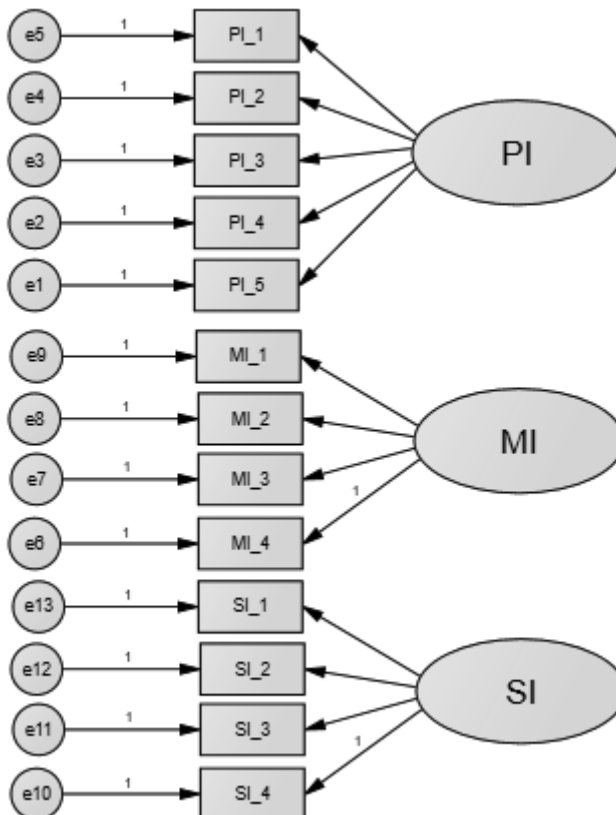 e5 1 PI_1
e4 1 PI_2
PI
e3 1 PI_3
e2 1 PI_4
e1 1 PI_5
e9 1 MI_1
e8 1 MI_2
MI
e7 1 MI_3
1
e6 1 MI_4
e13 1 SI_1
e12 1 SI_2
SI
e11 1 SI_3
1
e10 1 SI_4